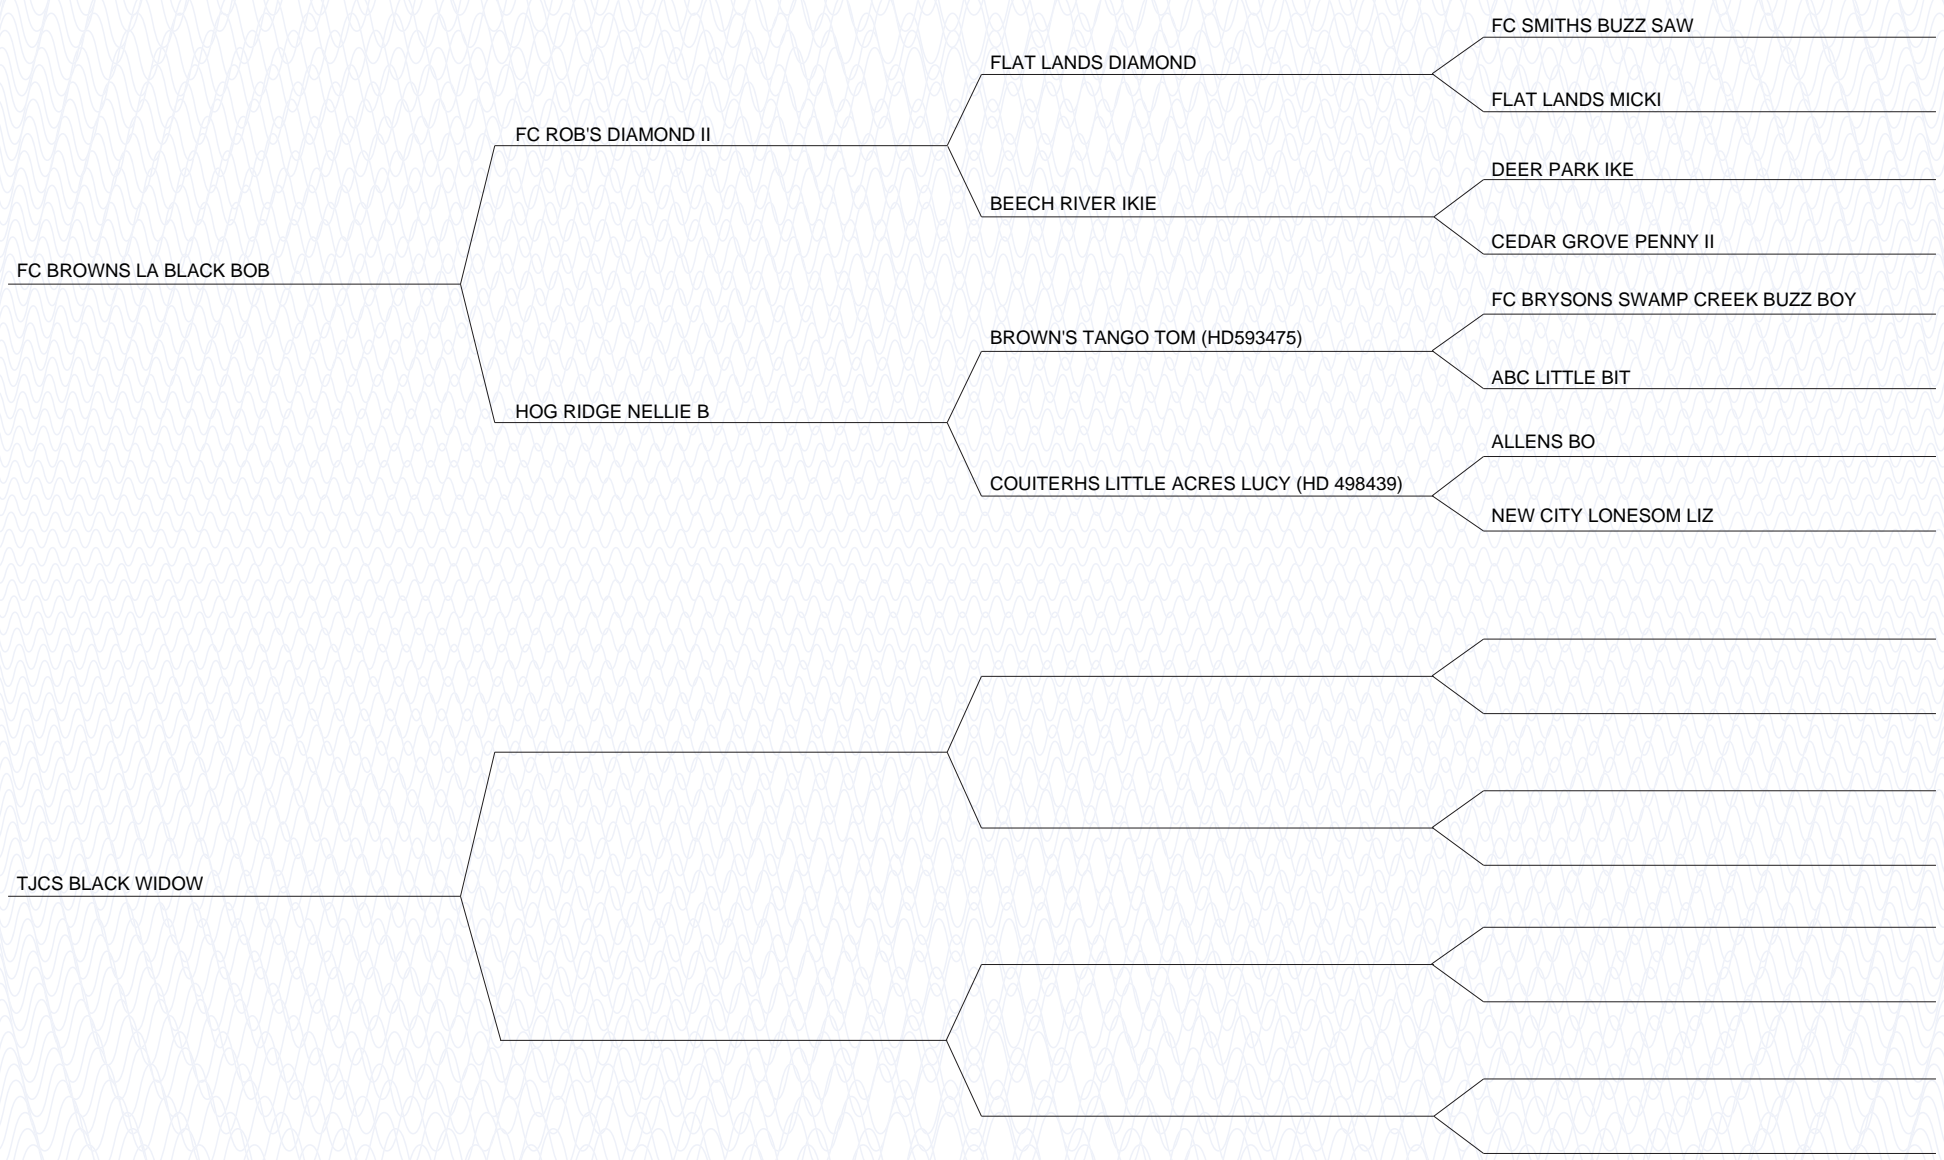 FC SMITHS BUZZ SAW
FLAT LANDS DIAMOND
FLAT LANDS MICKI
FC ROB'S DIAMOND II
DEER PARK IKE
BEECH RIVER IKIE
CEDAR GROVE PENNY II
FC BROWNS LA BLACK BOB
FC BRYSONS SWAMP CREEK BUZZ BOY
BROWN'S TANGO TOM (HD593475)
ABC LITTLE BIT
HOG RIDGE NELLIE B
ALLENS BO
COUITERHS LITTLE ACRES LUCY (HD 498439)
NEW CITY LONESOM LIZ
TJCS BLACK WIDOW